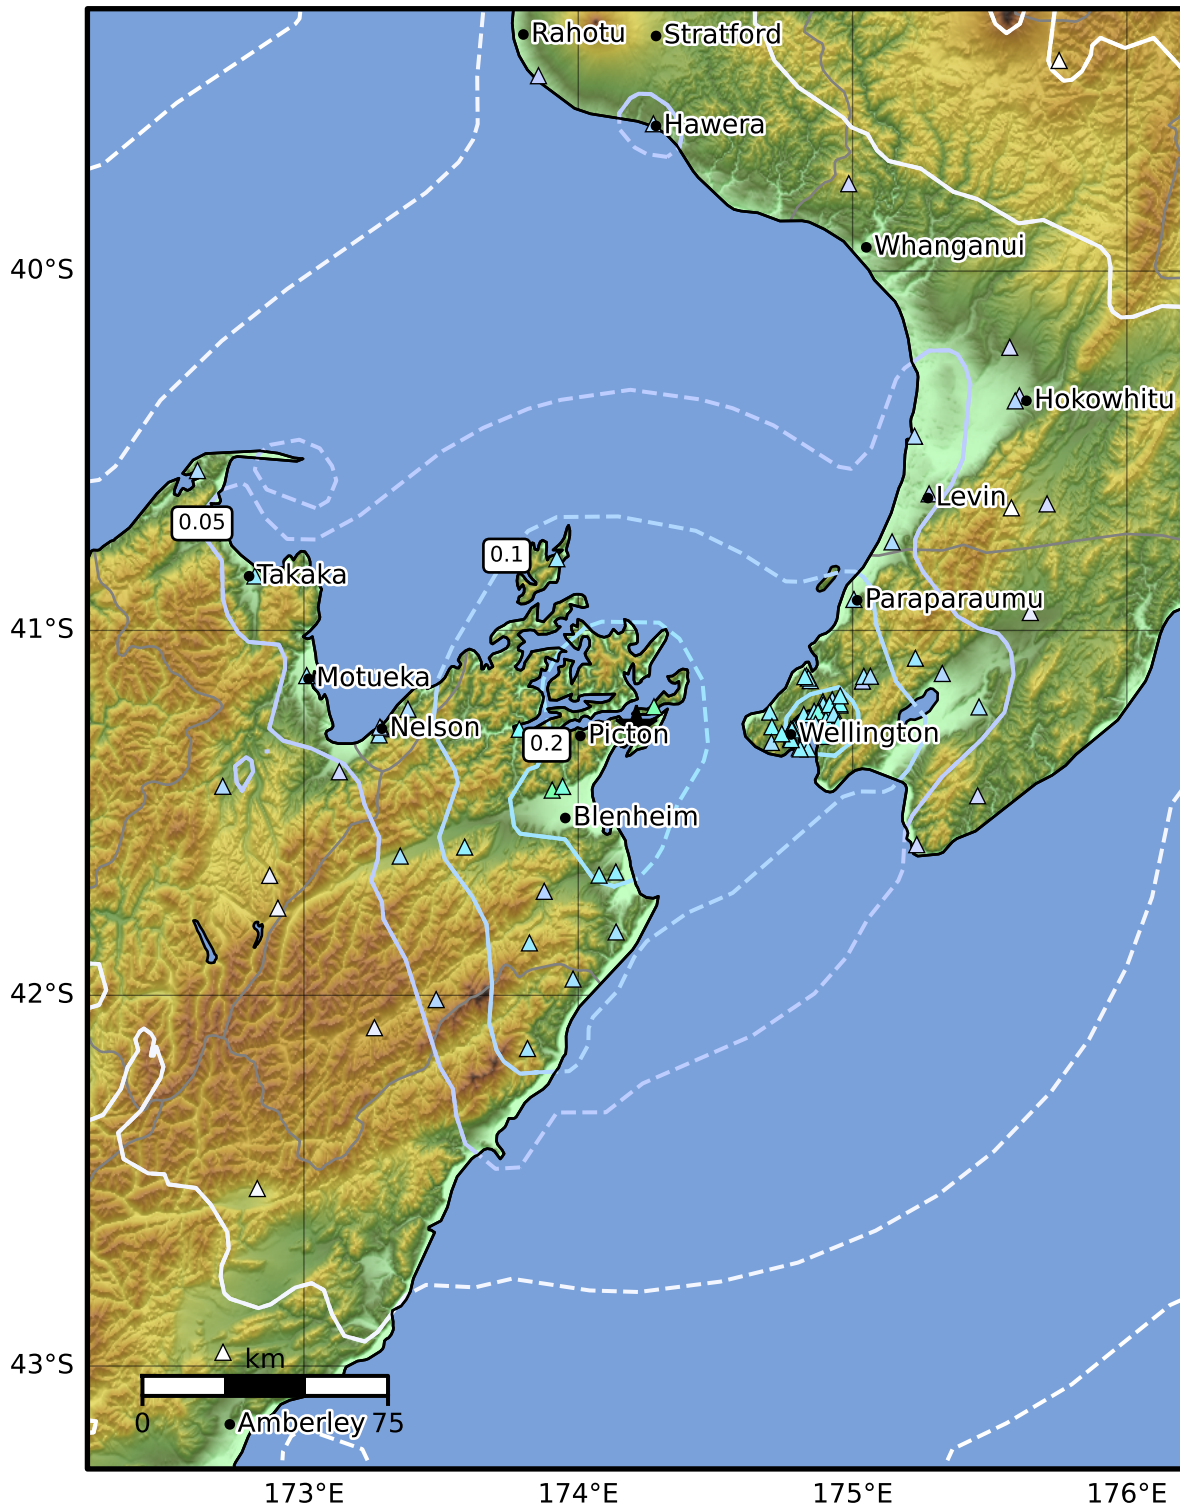 Rahotu
Stratford
Hawera
Whanganui
40°S
Hokowhitu
Levin
0.05
0.1
Takaka
Paraparaumu
41°S
Motueka
Nelson
Picton
Wellington
0.2
Blenheim
42°S
43°S
km
0
75
Amberley
173°E
174°E
175°E
176°E